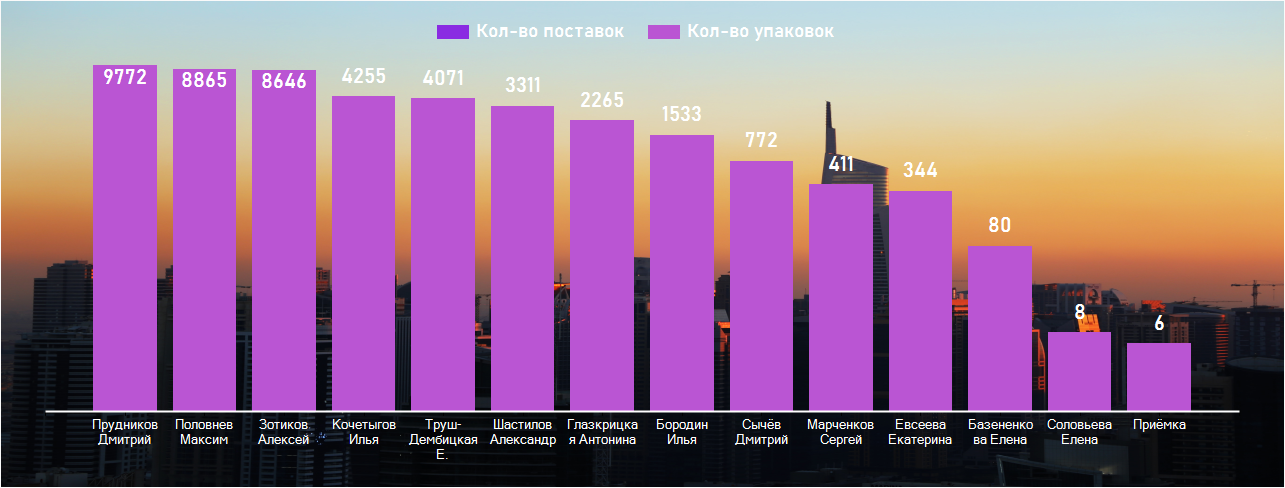 Кол-во поставок Кол-во упаковок
9772 8865 8646 4255 4071 3311 2265 1533 772 411 344 80 8 6
Прудников
Дмитрий
Половнев
Максим
Зотиков
Алексей
Кочетыгов
Илья
Труш-
Дембицкая
Е.
Шастилов
Александр
Глазкрицка
я Антонина
Бородин
Илья
Сычёв
Дмитрий
Марченков
Сергей
Евсеева
Екатерина
Базененко
ва Елена
Соловьева
Елена
Приёмка